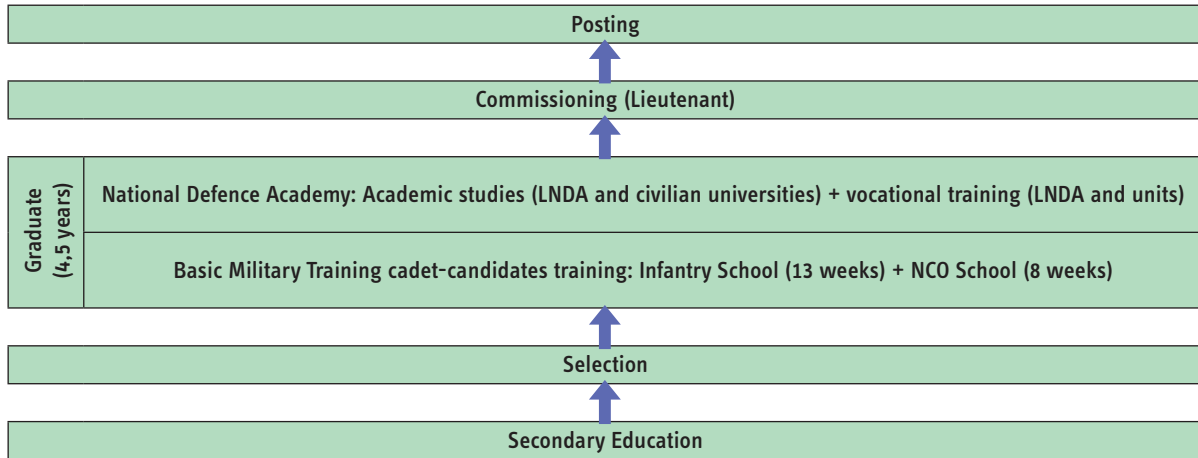 Posting
Commissioning (Lieutenant)
Graduate
(4,5 years)
National Defence Academy: Academic studies (LNDA and civilian universities) + vocational training (LNDA and units)
Basic Military Training cadet-candidates training: Infantry School (13 weeks) + NCO School (8 weeks)
Selection
Secondary Education